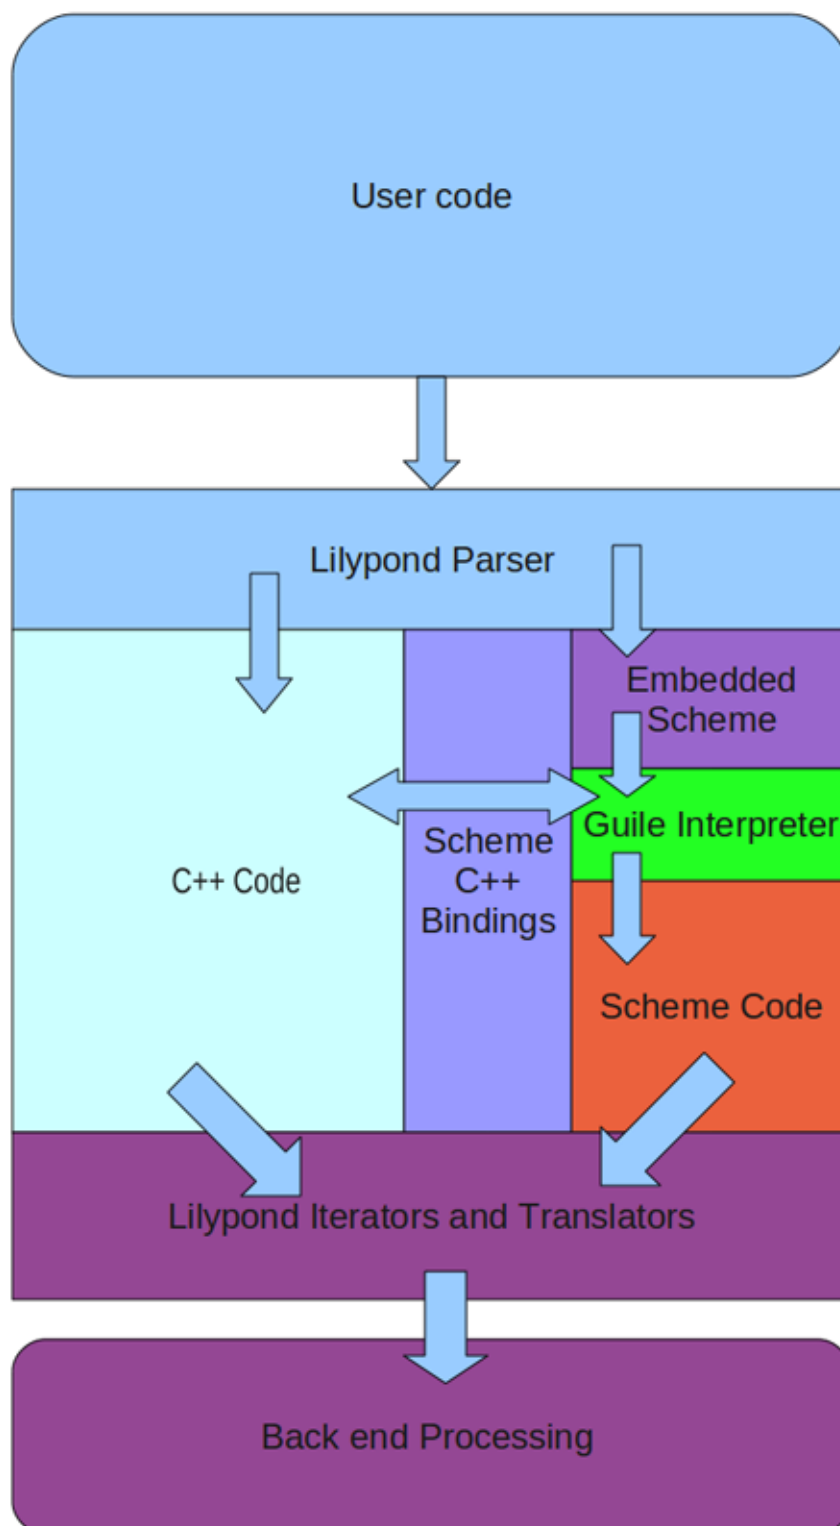 User code
Lilypond Parser
Embedded
Scheme
Guile Interpreter
Scheme
C++
Bindings
C++ Code
Scheme Code
Lilypond Iterators and Translators
Back end Processing